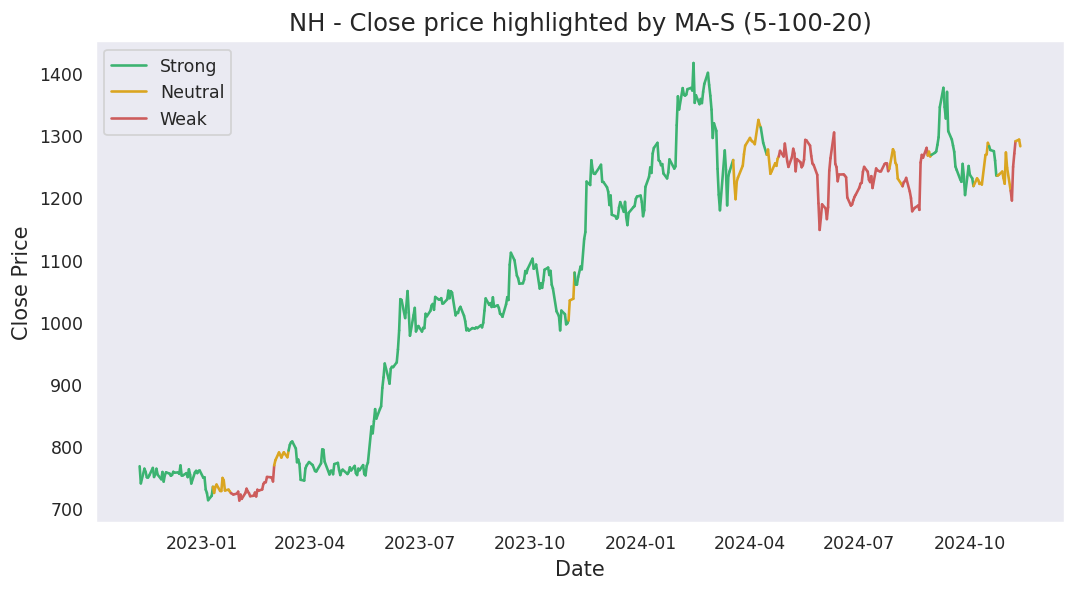 NH - Close price highlighted by MA-S (5-100-20)
Strong
Neutral
Weak
Close Price
1400
1300
1200
1100
1000
900
800
700
2023-01 2023-04 2023-07 2023-10 2024-01 2024-04 2024-07 2024-10
Date